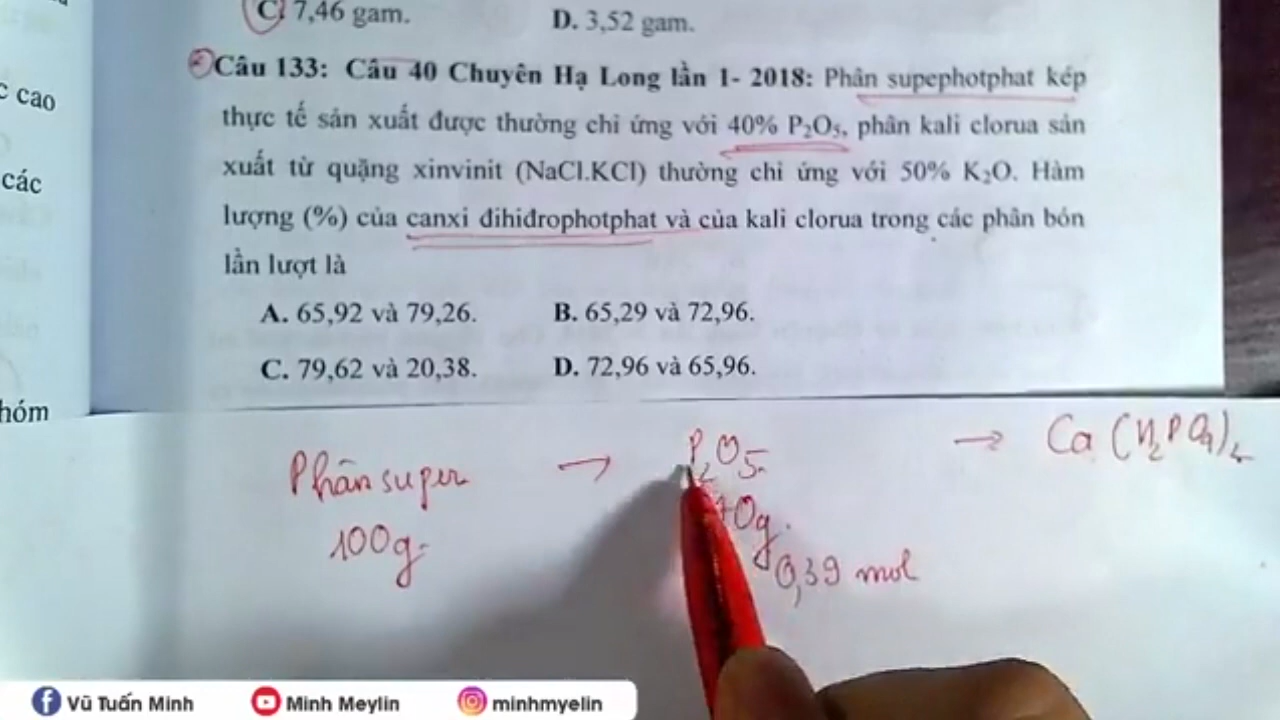 c cao
các
hóm
C. 7,46 gam. D. 3,52 gam.
Câu 133: Câu 40 Chuyên Hạ Long lần 1- 2018: Phân supephotphat kép
thực tế sản xuất được thường chỉ ứng với 40% P₂O₅, phân kali clorua sản
xuất từ quặng xinvinit (NaCl.KCl) thường chỉ ứng với 50% K₂O. Hàm
lượng (%) của canxi đihiđrophotphat và của kali clorua trong các phân bón
lần lượt là
A. 65,92 và 79,26. B. 65,29 và 72,96.
C. 79,62 và 20,38. D. 72,96 và 65,96.
Phân super → P₂O₅ → Ca(H₂PO₄)₂
100g 40g
0,39 mol
Vũ Tuấn Minh Minh Meylin minhmyelin